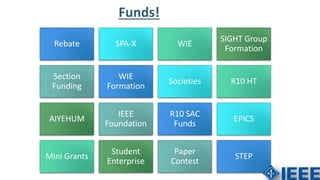 Funds!
Rebate
SPA-X
WIE
SIGHT Group
Formation
Section
Funding
WIE
Formation
Societies
R10 HT
AIYEHUM
IEEE
Foundation
R10 SAC
Funds
EPICS
Mini Grants
Student
Enterprise
Paper
Contest
STEP
IEEE